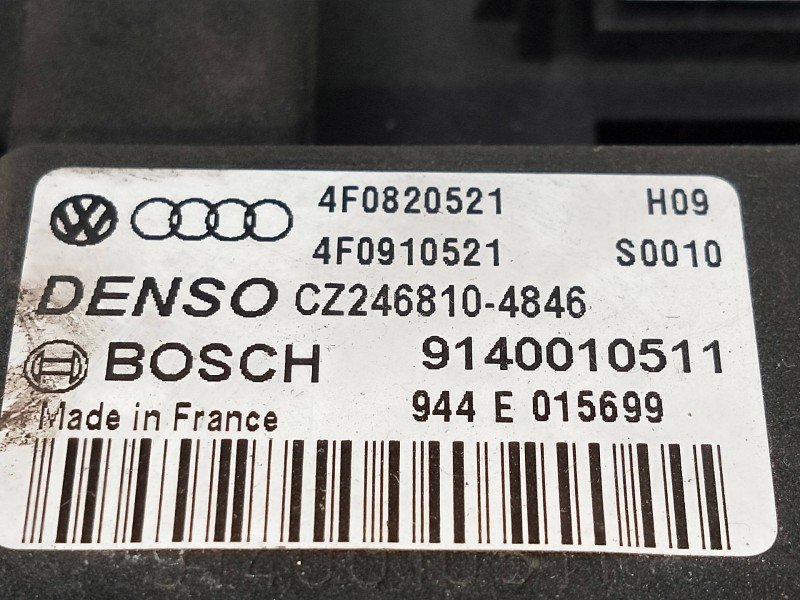 4F0820521 H09
4F0910521 S0010
DENSO CZ246810-4846
BOSCH 9140010511
Made in France 944 E 015699